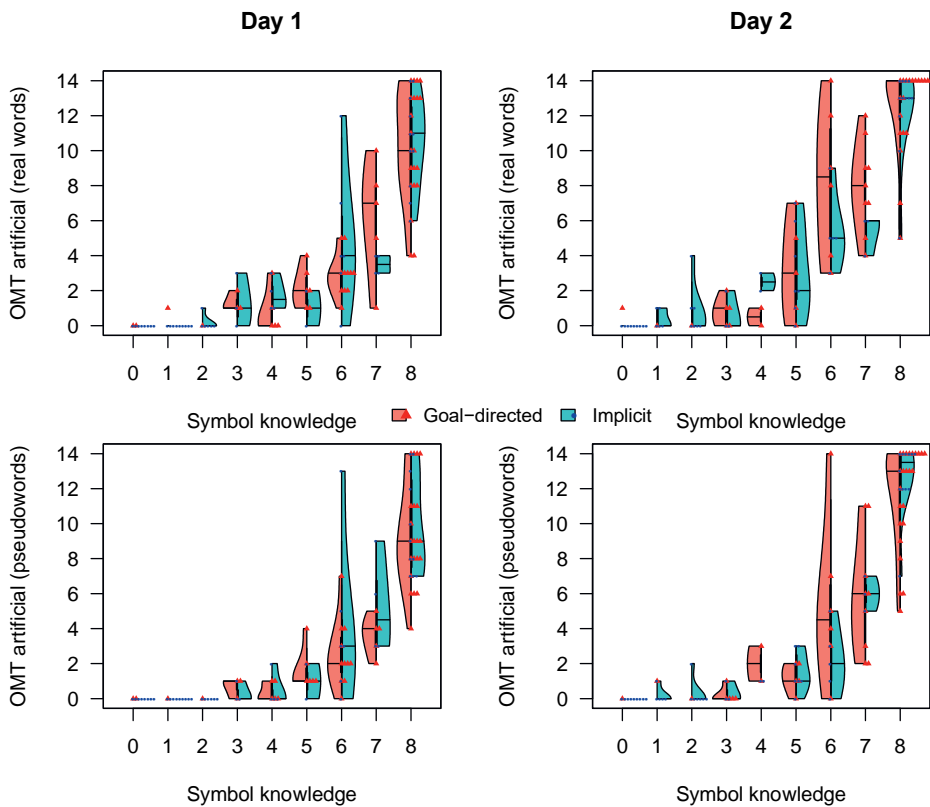 Day 1
Day 2
OMT artificial (real words)
14
12
10
8
6
4
2
0
0 1 2 3 4 5 6 7 8
Symbol knowledge
OMT artificial (real words)
14
12
10
8
6
4
2
0
0 1 2 3 4 5 6 7 8
Symbol knowledge
Goal−directed Implicit
OMT artificial (pseudowords)
14
12
10
8
6
4
2
0
0 1 2 3 4 5 6 7 8
Symbol knowledge
OMT artificial (pseudowords)
14
12
10
8
6
4
2
0
0 1 2 3 4 5 6 7 8
Symbol knowledge